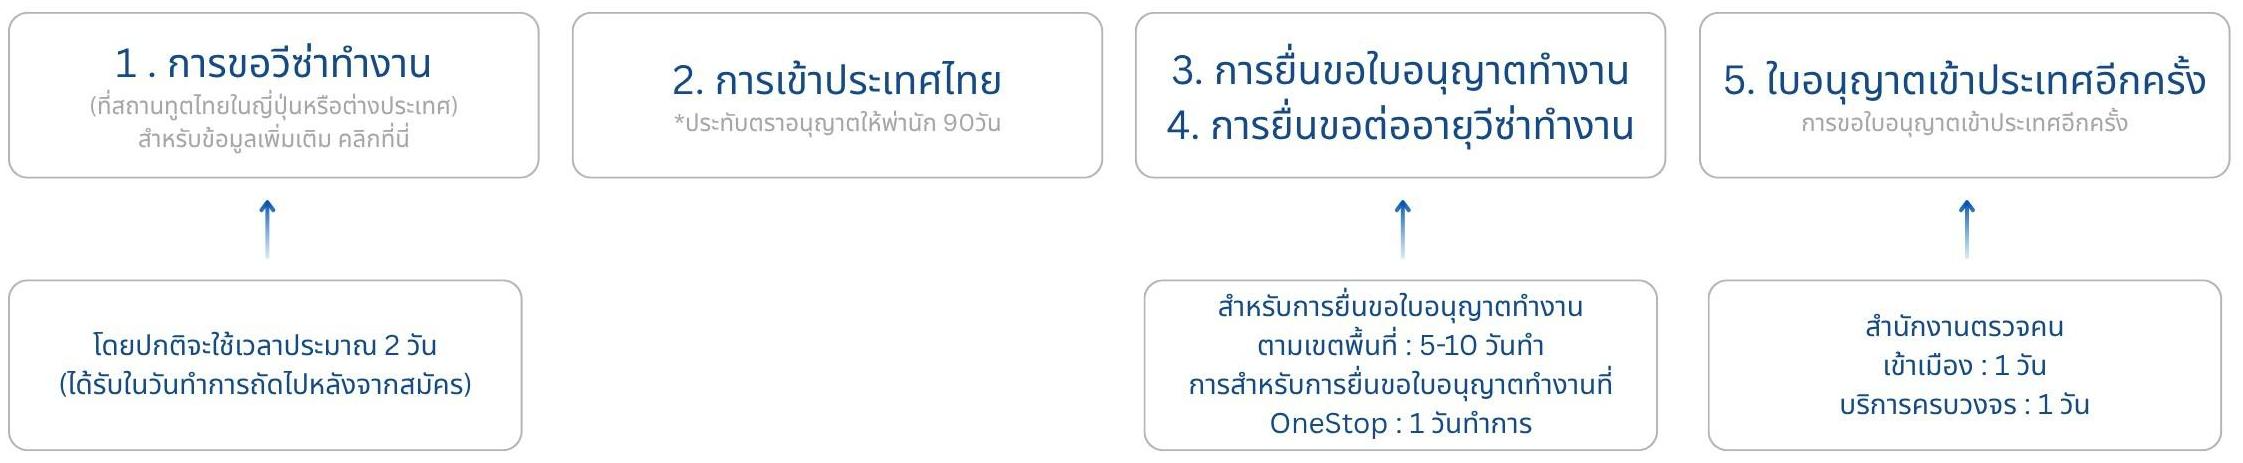 1 . การขอวีซ่าทำงาน
(ที่สถานทูตไทยในญี่ปุ่นหรือต่างประเทศ)
สำหรับข้อมูลเพิ่มเติม คลิกที่นี่
2. การเข้าประเทศไทย
*ประทับตราอนุญาตให้พำนัก 90วัน
3. การยื่นขอใบอนุญาตทำงาน
4. การยื่นขอต่ออายุวีซ่าทำงาน
5. ใบอนุญาตเข้าประเทศอีกครั้ง
การขอใบอนุญาตเข้าประเทศอีกครั้ง
โดยปกติจะใช้เวลาประมาณ 2 วัน
(ได้รับในวันทำการถัดไปหลังจากสมัคร)
สำหรับการยื่นขอใบอนุญาตทำงาน
ตามเขตพื้นที่ : 5-10 วันทำ
การสำหรับการยื่นขอใบอนุญาตทำงานที่
OneStop : 1 วันทำการ
สำนักงานตรวจคน
เข้าเมือง : 1 วัน
บริการครบวงจร : 1 วัน